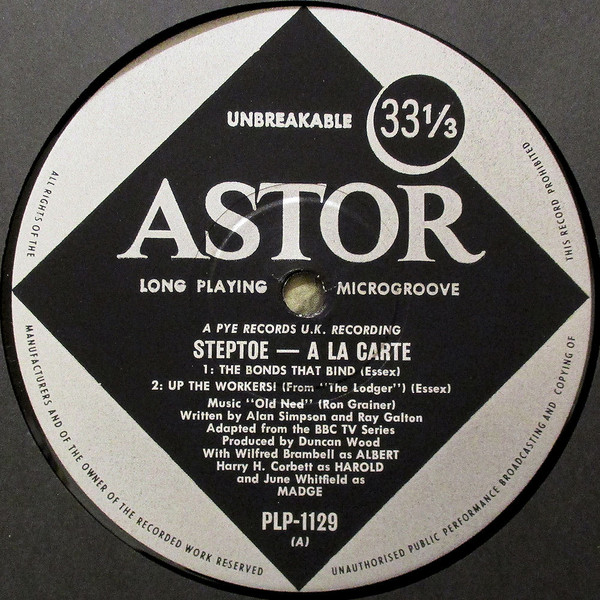 UNBREAKABLE
33 1/3
ASTOR
LONG PLAYING MICROGROOVE
A PYE RECORDS U.K. RECORDING
STEPTOE — A LA CARTE
1: THE BONDS THAT BIND (Essex)
2: UP THE WORKERS! (From "The Lodger") (Essex)
Music "Old Ned" (Ron Grainer)
Written by Alan Simpson and Ray Galton
Adapted from the BBC TV Series
Produced by Duncan Wood
With Wilfred Brambell as ALBERT
Harry H. Corbett as HAROLD
and June Whitfield as
MADGE
PLP-1129
(A)
ALL RIGHTS OF THE
MANUFACTURERS AND OF THE OWNER OF THE RECORDED WORK RESERVED
UNAUTHORISED PUBLIC PERFORMANCE BROADCASTING AND COPYING OF
THIS RECORD PROHIBITED